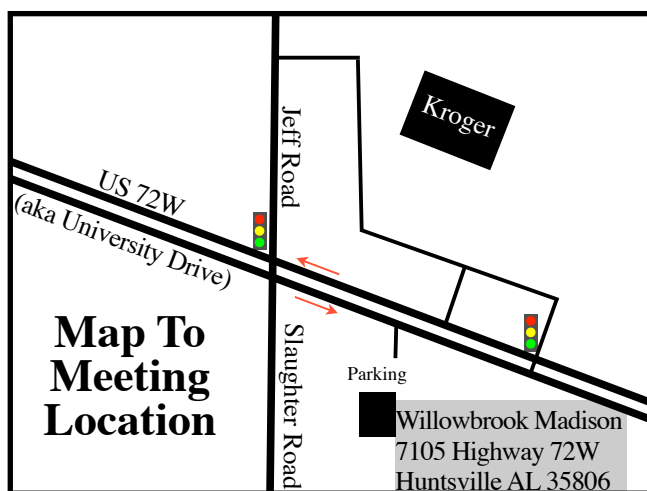 Kroger
Jeff Road
US 72W
(aka University Drive)
Map To
Meeting
Location
Slaughter Road
Parking
Willowbrook Madison
7105 Highway 72W
Huntsville AL 35806